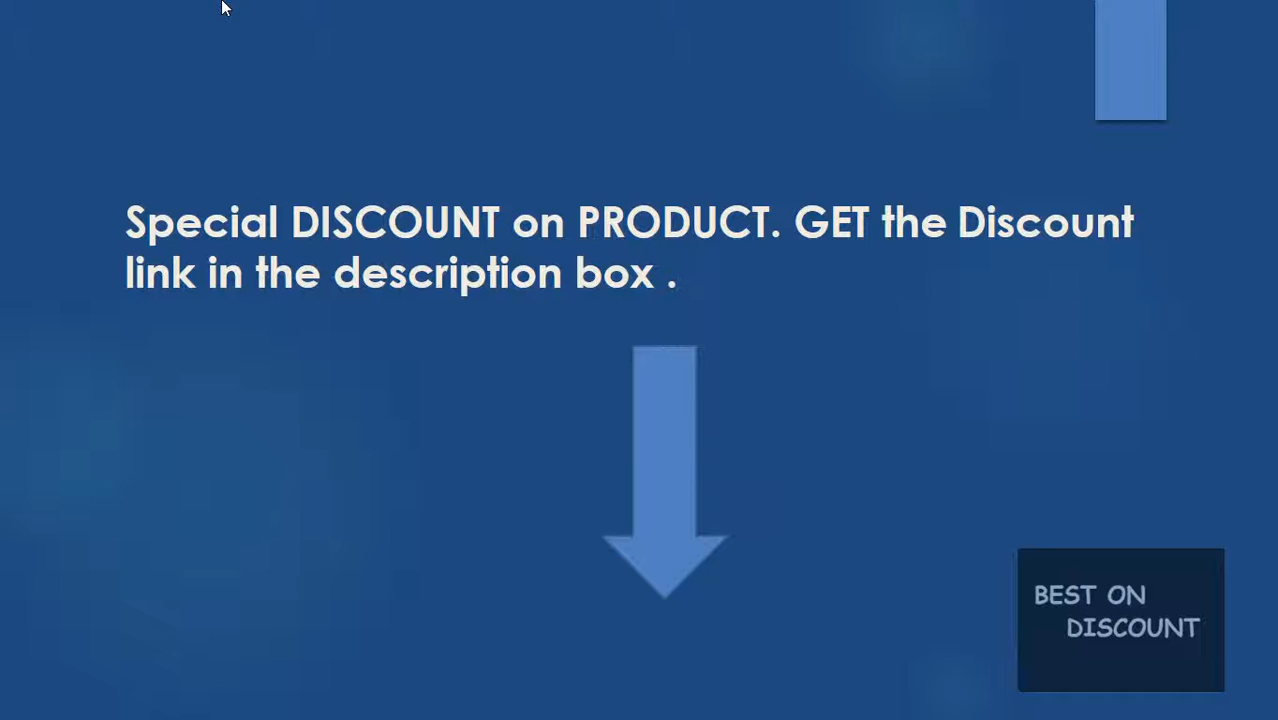 Special DISCOUNT on PRODUCT. GET the Discount
link in the description box .
BEST ON
DISCOUNT